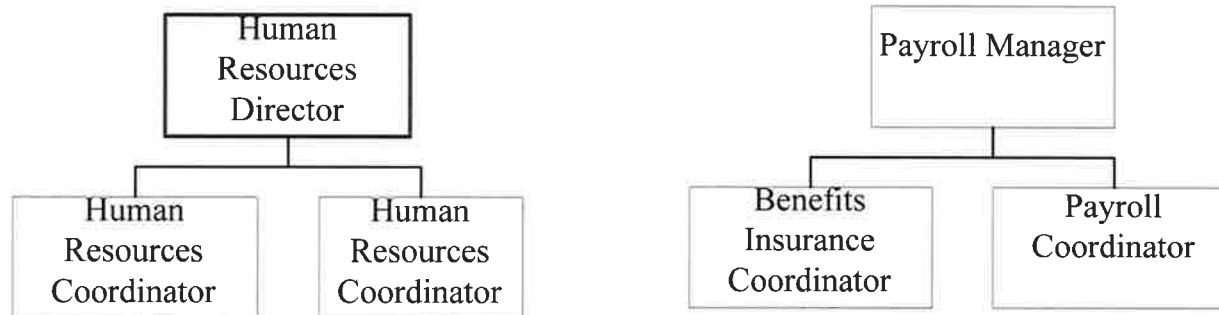 Human
Resources
Director
Payroll Manager
Human
Resources
Coordinator
Human
Resources
Coordinator
Benefits
Insurance
Coordinator
Payroll
Coordinator